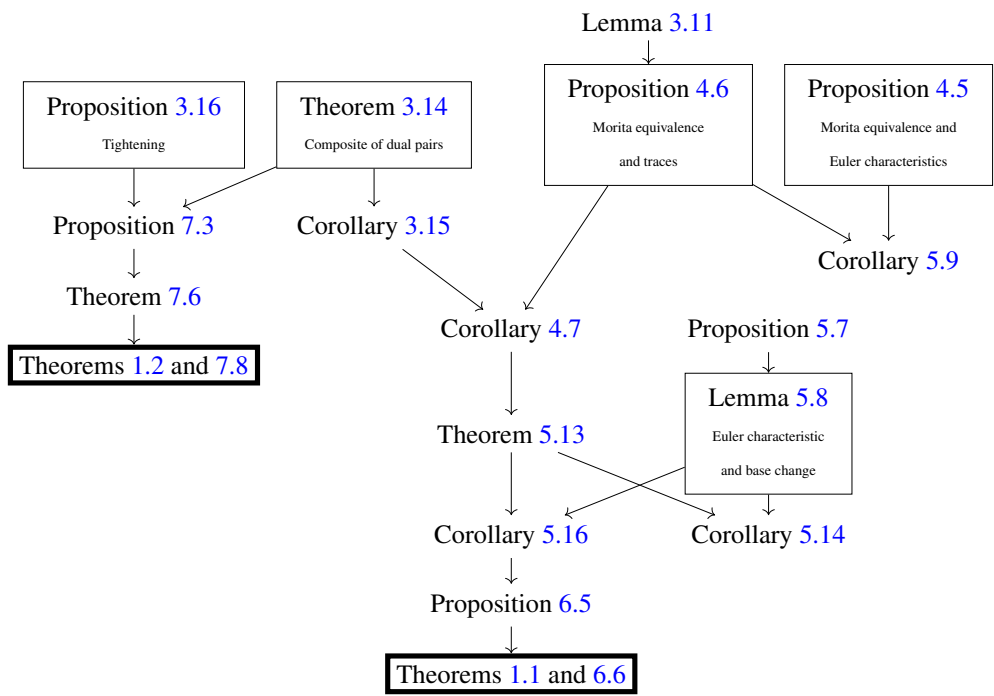 Lemma 3.11
Proposition 3.16
Tightening
Theorem 3.14
Composite of dual pairs
Proposition 4.6
Morita equivalence
and traces
Proposition 4.5
Morita equivalence and
Euler characteristics
Proposition 7.3
Corollary 3.15
Corollary 5.9
Theorem 7.6
Corollary 4.7
Proposition 5.7
Theorems 1.2 and 7.8
Lemma 5.8
Euler characteristic
and base change
Theorem 5.13
Corollary 5.16
Corollary 5.14
Proposition 6.5
Theorems 1.1 and 6.6